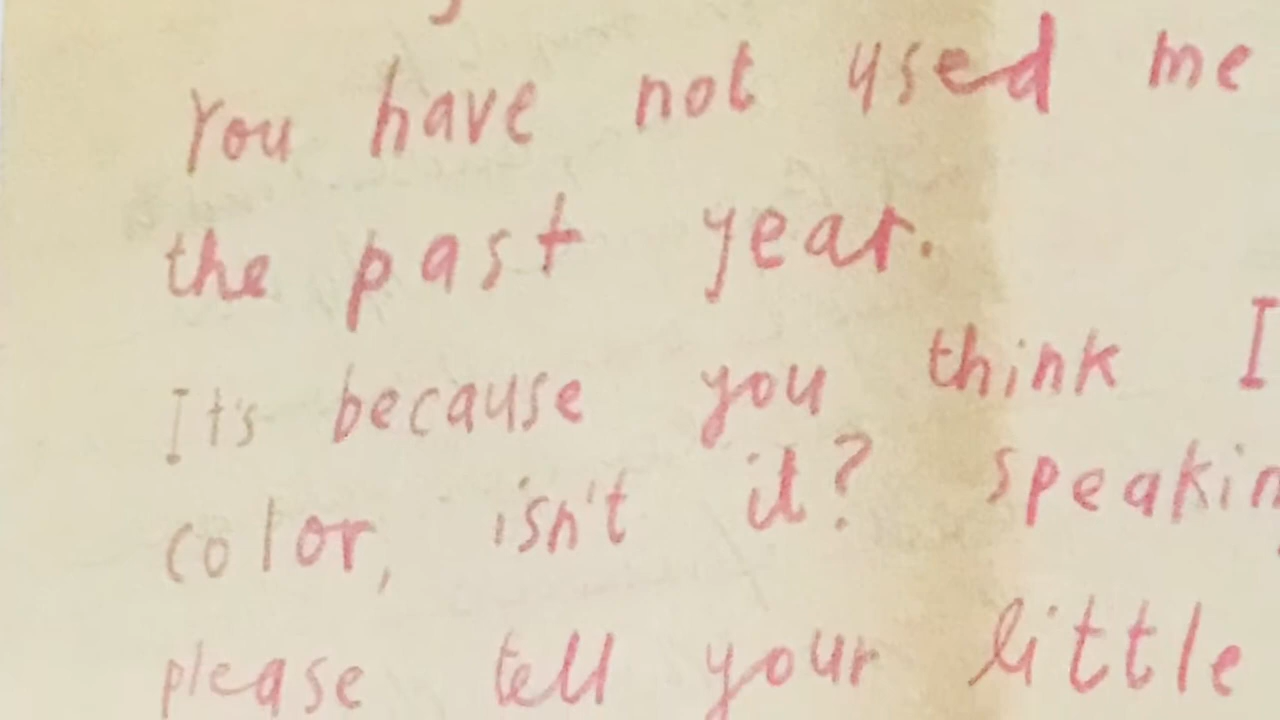 You have not used me
the past year.
It's because you think I
color, isn't it? speakin
please tell your little